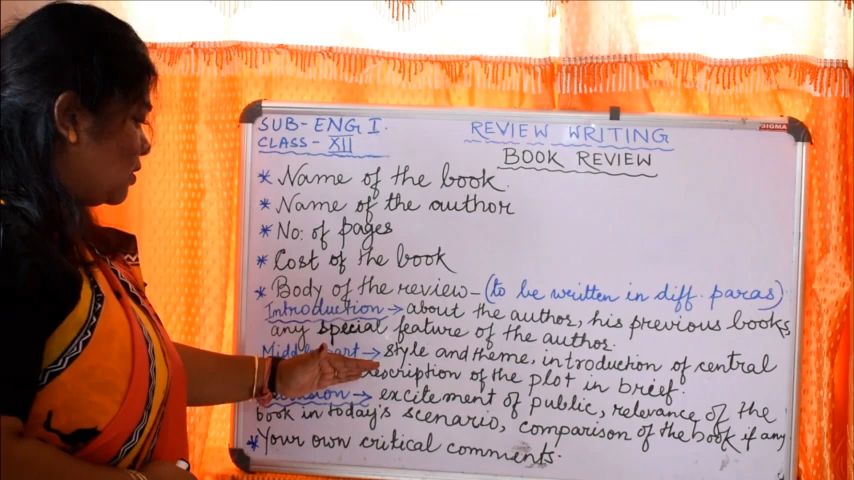 SUB- ENG I.
CLASS- XII
REVIEW WRITING
SIGMA
BOOK REVIEW
* Name of the book.
* Name of the author
* No: of pages
* Cost of the book
* Body of the review - (to be written in diff. paras)
Introduction → about the author, his previous books
any special feature of the author.
Middle part → style and theme, introduction of central
description of the plot in brief.
→ excitement of public, relevance of the
book in today's scenario, comparison of the book if any
* Your own critical comments.